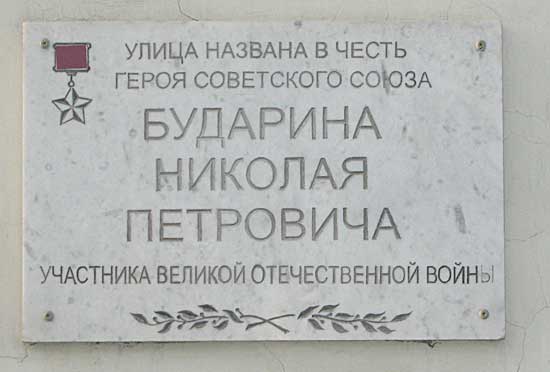 УЛИЦА НАЗВАНА В ЧЕСТЬ
ГЕРОЯ СОВЕТСКОГО СОЮЗА
БУДАРИНА
НИКОЛАЯ
ПЕТРОВИЧА
УЧАСТНИКА ВЕЛИКОЙ ОТЕЧЕСТВЕННОЙ ВОЙНЫ